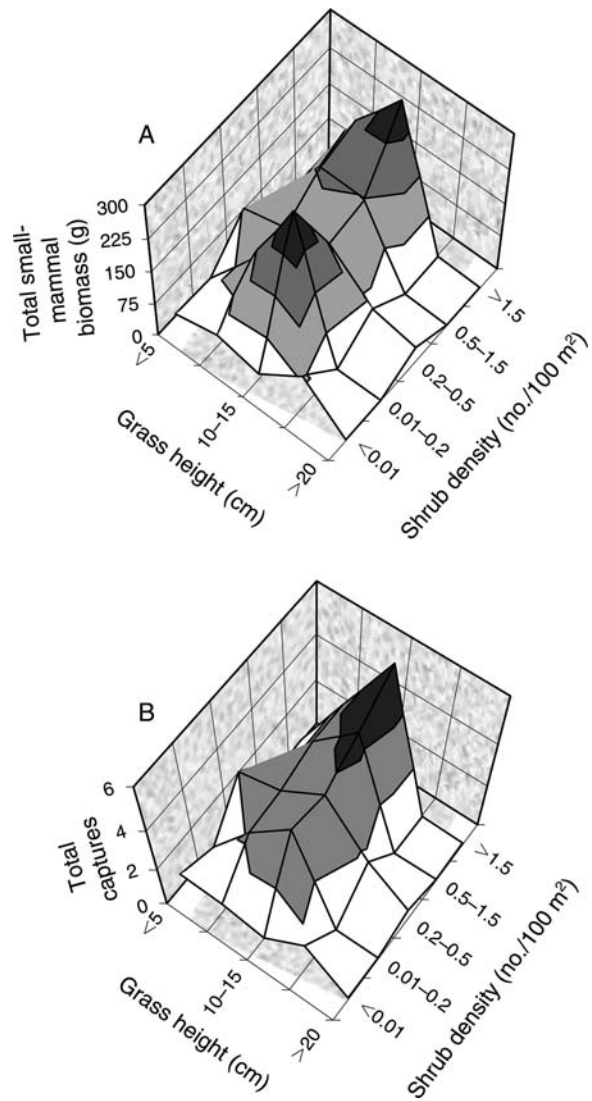 A
300
225
150
75
0
Total small-
mammal
biomass (g)
<5
10–15
>20
Grass height (cm)
<0.01
0.01–0.2
0.2–0.5
0.5–1.5
>1.5
Shrub density (no./100 m²)
B
6
4
2
0
Total
captures
<5
10–15
>20
Grass height (cm)
<0.01
0.01–0.2
0.2–0.5
0.5–1.5
>1.5
Shrub density (no./100 m²)